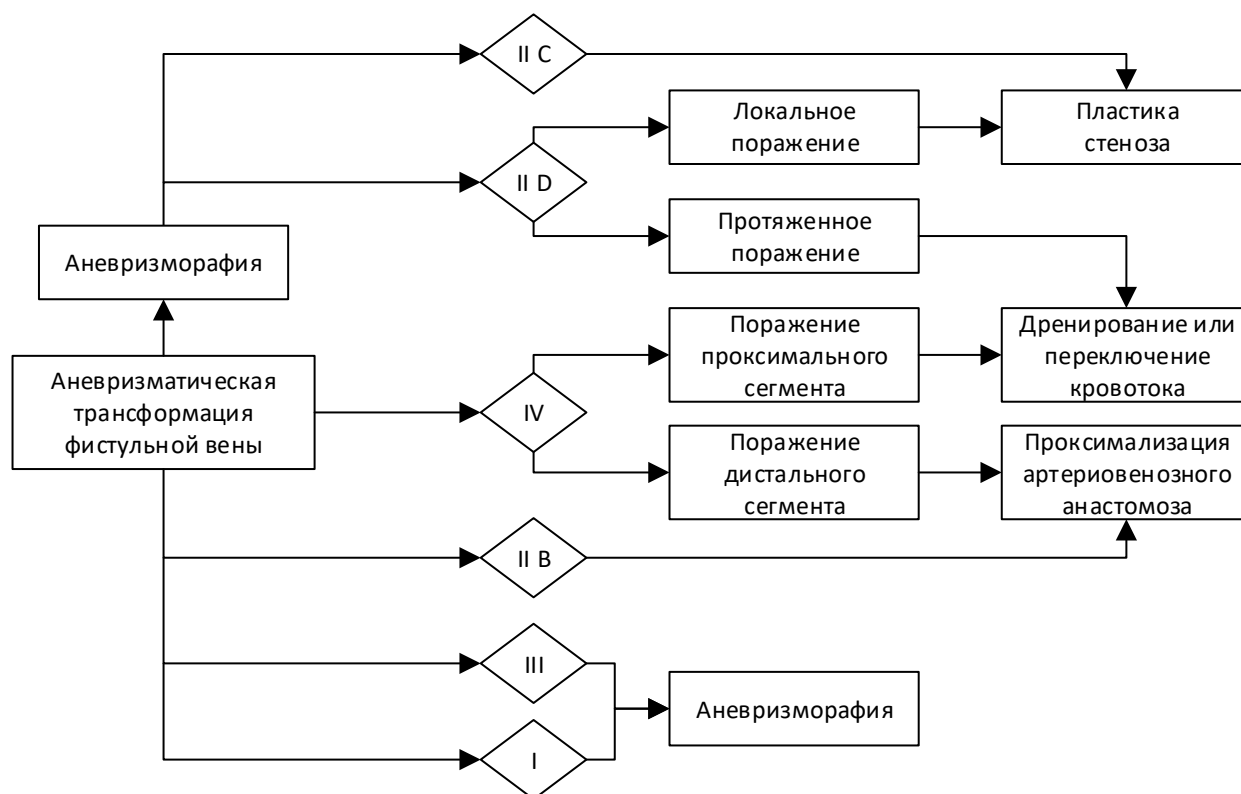 II C
Локальное
поражение
Пластика
стеноза
II D
Протяженное
поражение
Аневризморафия
Поражение
проксимального
сегмента
Дренирование или
переключение
кровотока
Аневризматическая
трансформация
фистульной вены
IV
Поражение
дистального
сегмента
Проксимализация
артериовенозного
анастомоза
II B
III
Аневризморафия
I